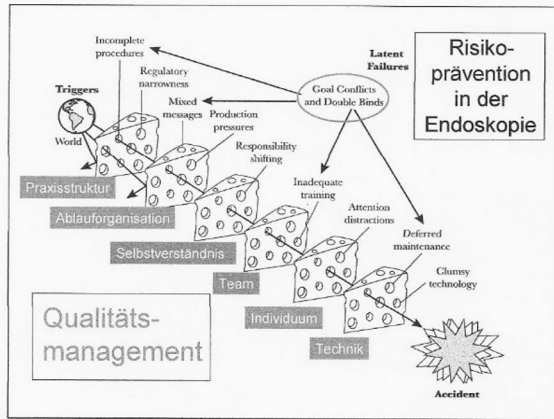 Incomplete
procedures
Regulatory
narrowness
Mixed
messages
Production
pressures
Responsibility
shifting
Inadequate
training
Attention
distractions
Deferred
maintenance
Clumsy
technology
Triggers
World
Latent
Failures
Goal Conflicts
and Double Binds
Risiko-
prävention
in der
Endoskopie
Praxisstruktur
Ablauforganisation
Selbstverständnis
Team
Individuum
Technik
Qualitäts-
management
Accident